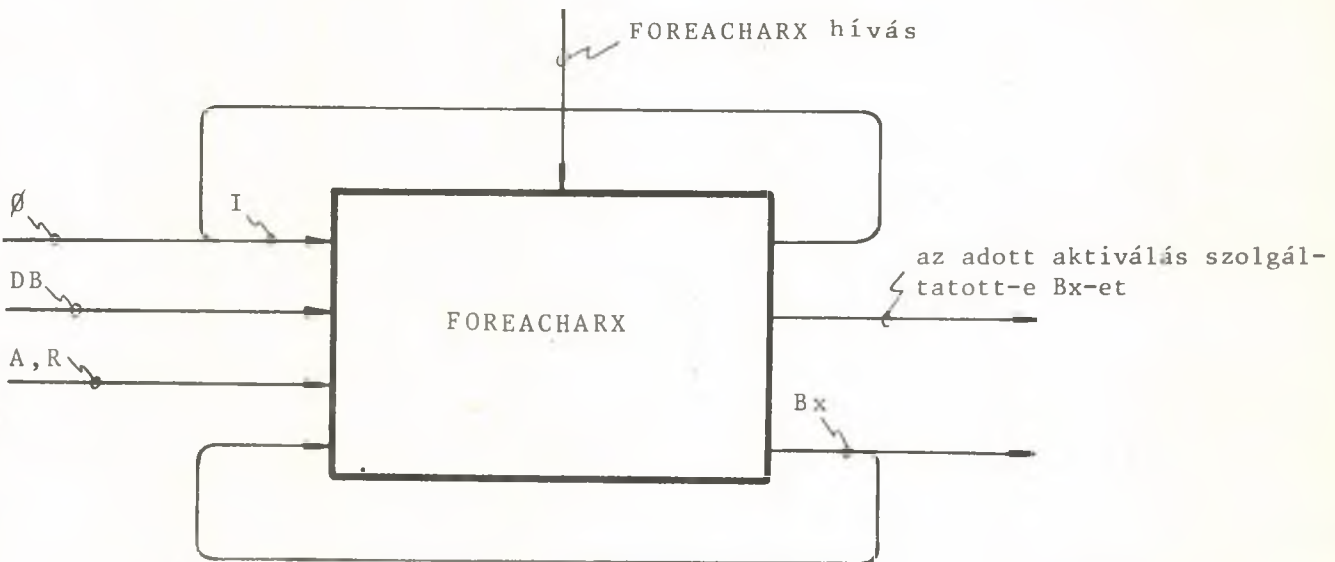 FOREACHARX hívás
Ø
I
DB
A,R
FOREACHARX
az adott aktiválás szolgál-
tatott-e Bx-et
Bx